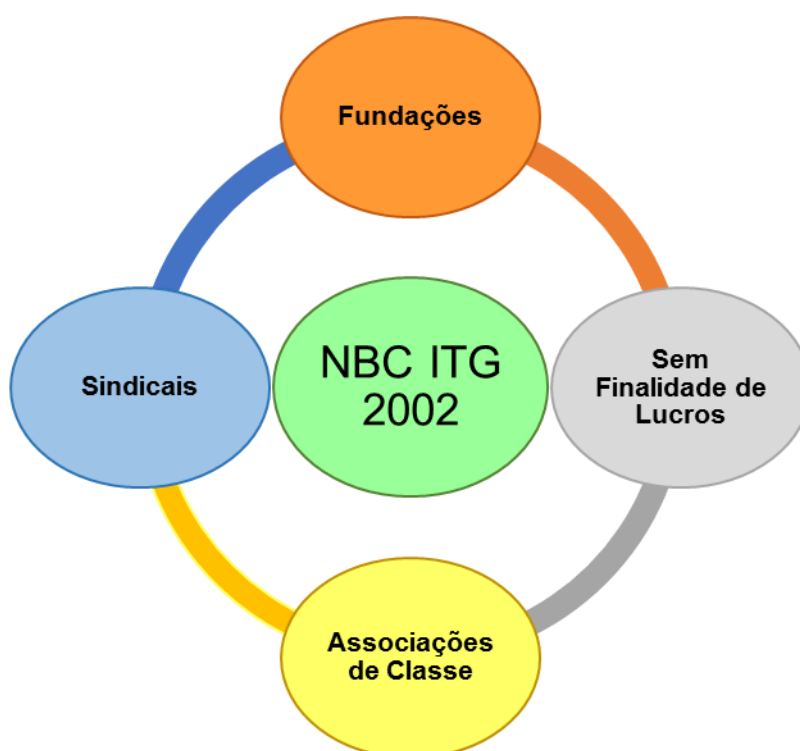 Fundações
Sindicais
NBC ITG
2002
Sem
Finalidade de
Lucros
Associações
de Classe